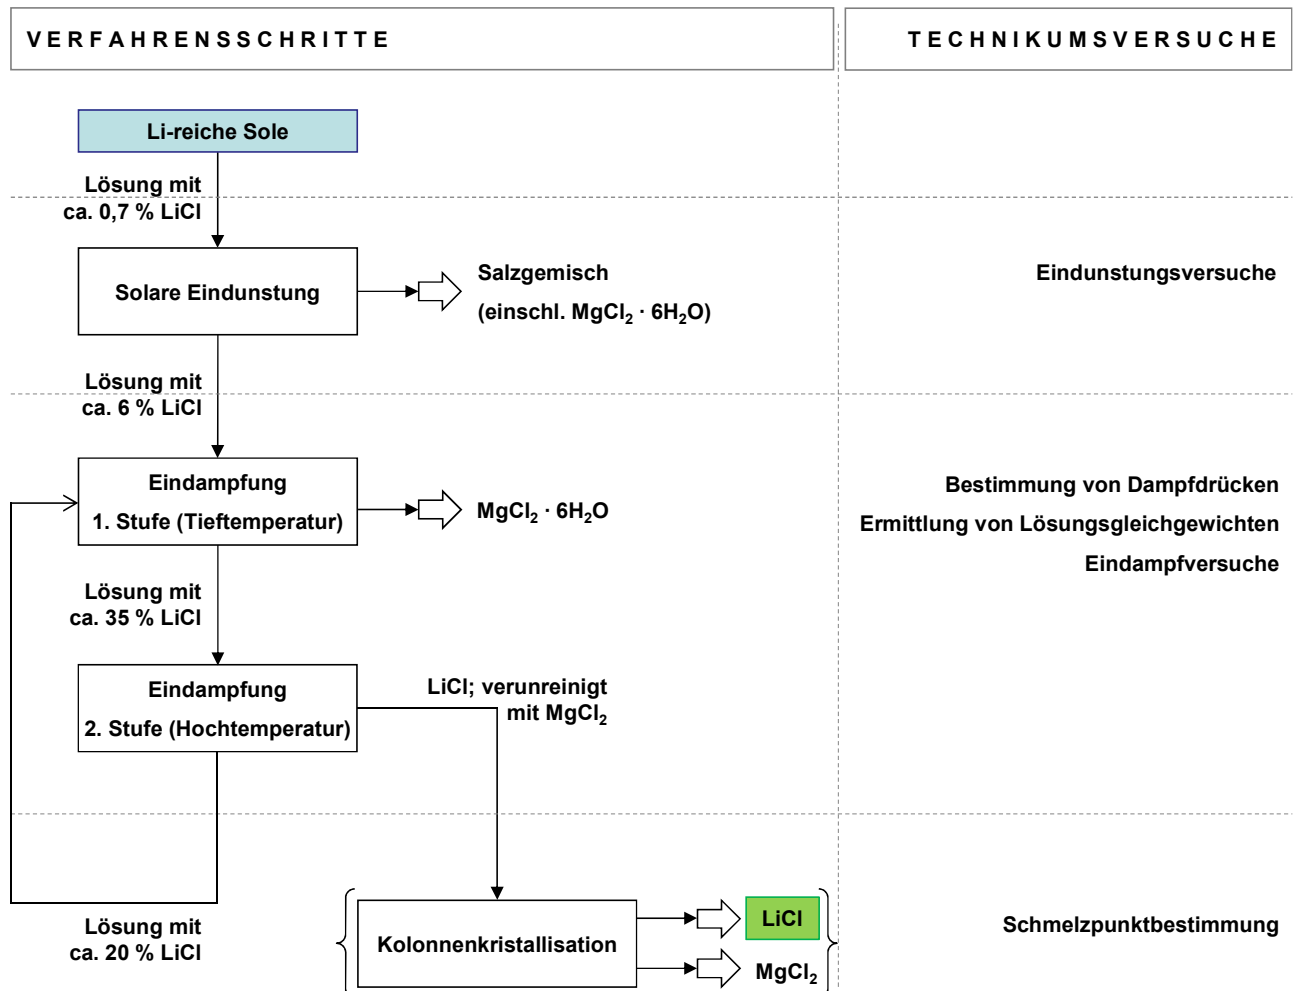 VERFAHRENSSCHRITTE
TECHNIKUMSVERSUCHE
Li-reiche Sole
Lösung mit
ca. 0,7 % LiCl
Solare Eindunstung
Salzgemisch
(einschl. MgCl₂ · 6H₂O)
Eindunstungsversuche
Lösung mit
ca. 6 % LiCl
Eindampfung
1. Stufe (Tieftemperatur)
MgCl₂ · 6H₂O
Bestimmung von Dampfdrücken
Ermittlung von Lösungsgleichgewichten
Eindampfversuche
Lösung mit
ca. 35 % LiCl
Eindampfung
2. Stufe (Hochtemperatur)
LiCl; verunreinigt
mit MgCl₂
Lösung mit
ca. 20 % LiCl
Kolonnenkristallisation
LiCl
MgCl₂
Schmelzpunktbestimmung